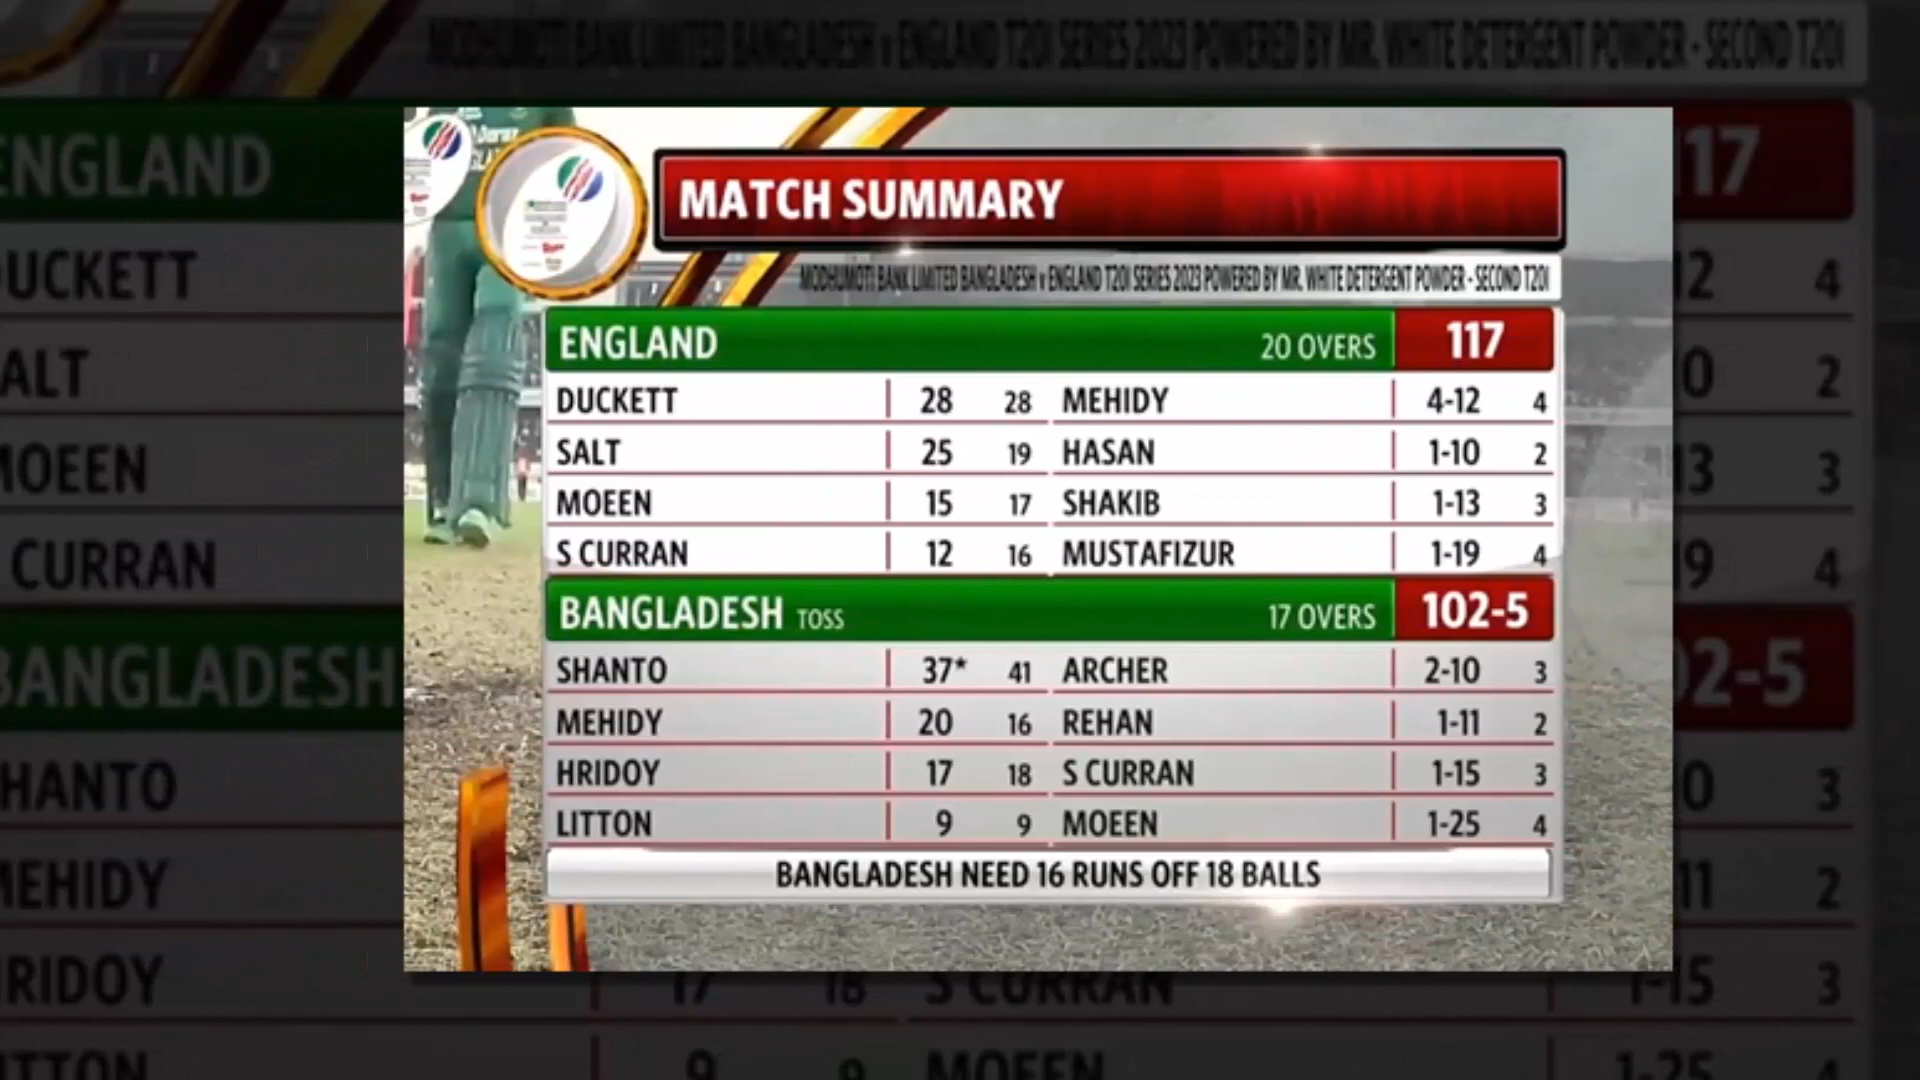 MATCH SUMMARY
MODHUMOTI BANK LIMITED BANGLADESH v ENGLAND T20I SERIES 2023 POWERED BY MR. WHITE DETERGENT POWDER - SECOND T20I
ENGLAND 20 OVERS 117
DUCKETT 28 28 MEHIDY 4-12 4
SALT 25 19 HASAN 1-10 2
MOEEN 15 17 SHAKIB 1-13 3
S CURRAN 12 16 MUSTAFIZUR 1-19 4
BANGLADESH TOSS 17 OVERS 102-5
SHANTO 37* 41 ARCHER 2-10 3
MEHIDY 20 16 REHAN 1-11 2
HRIDOY 17 18 S CURRAN 1-15 3
LITTON 9 9 MOEEN 1-25 4
BANGLADESH NEED 16 RUNS OFF 18 BALLS